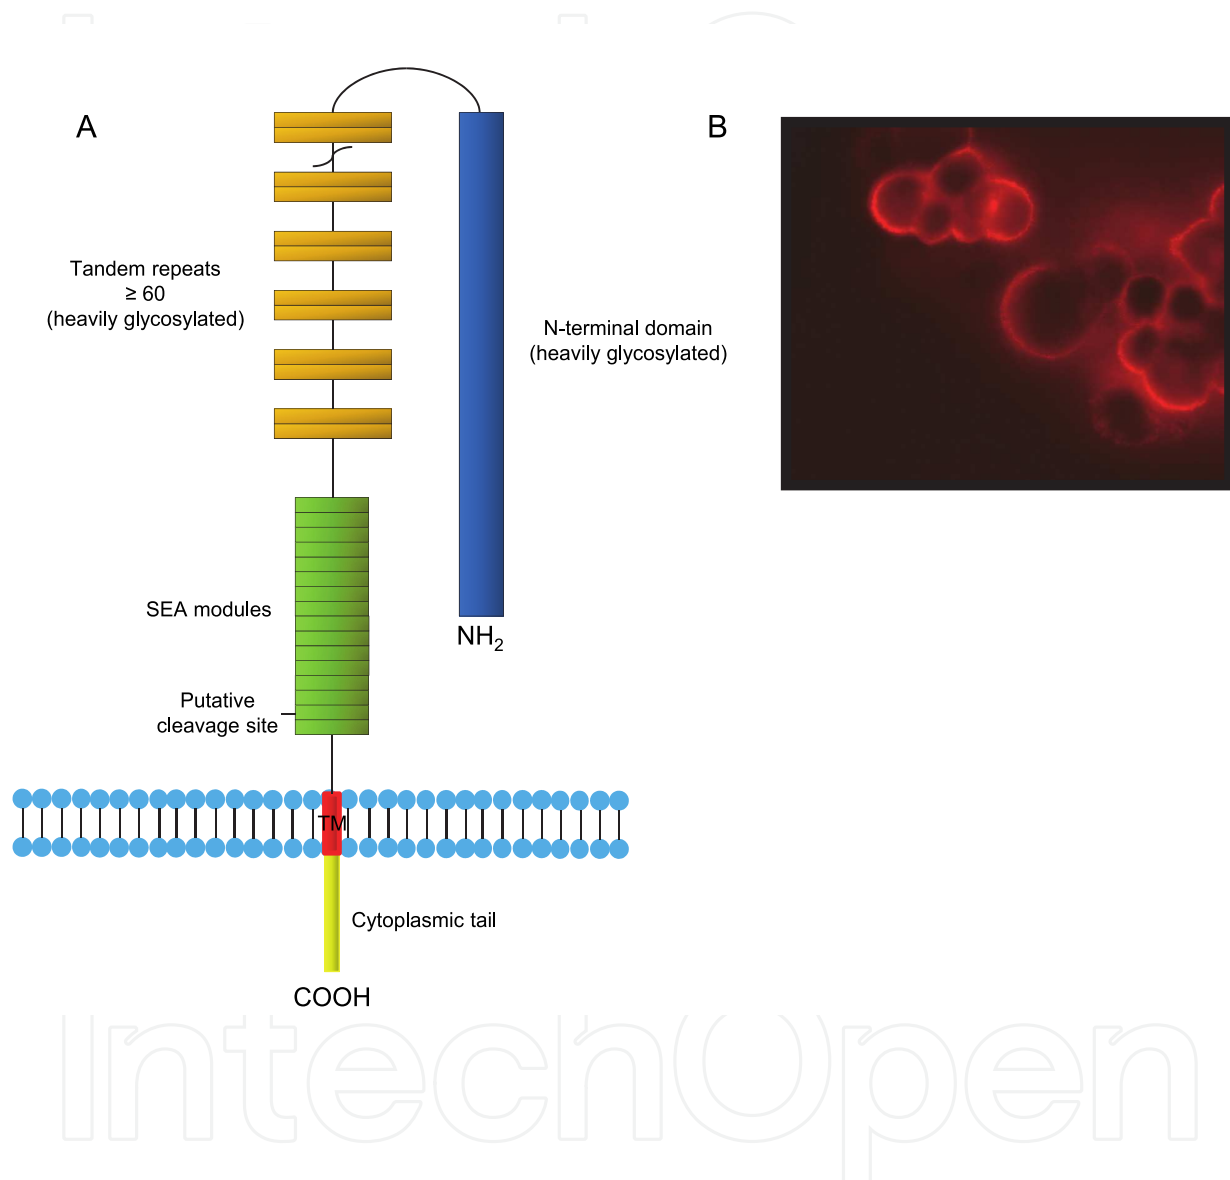 A
B
Tandem repeats
≥ 60
(heavily glycosylated)
N-terminal domain
(heavily glycosylated)
SEA modules
NH₂
Putative
cleavage site
TM
Cytoplasmic tail
COOH
IntechOpen